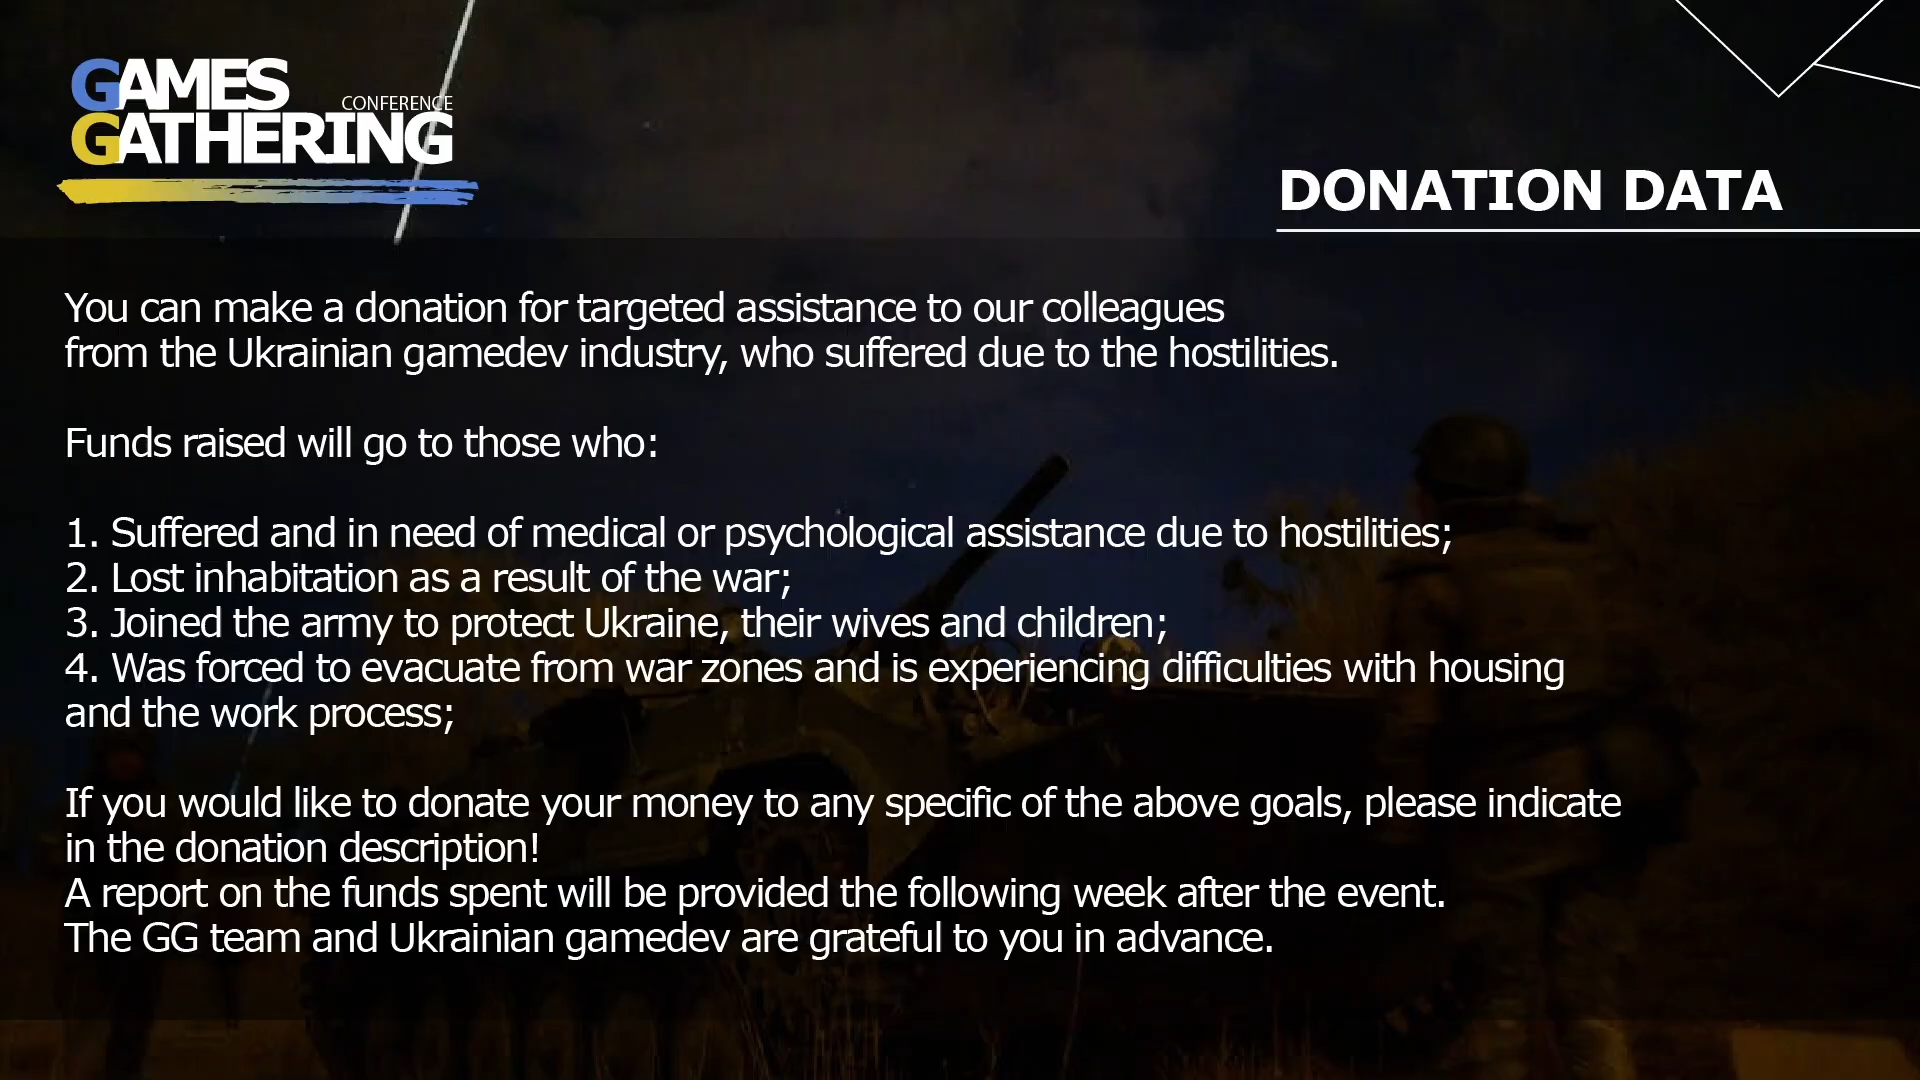 GAMES
CONFERENCE
GATHERING
DONATION DATA
You can make a donation for targeted assistance to our colleagues
from the Ukrainian gamedev industry, who suffered due to the hostilities.
Funds raised will go to those who:
1. Suffered and in need of medical or psychological assistance due to hostilities;
2. Lost inhabitation as a result of the war;
3. Joined the army to protect Ukraine, their wives and children;
4. Was forced to evacuate from war zones and is experiencing difficulties with housing
and the work process;
If you would like to donate your money to any specific of the above goals, please indicate
in the donation description!
A report on the funds spent will be provided the following week after the event.
The GG team and Ukrainian gamedev are grateful to you in advance.